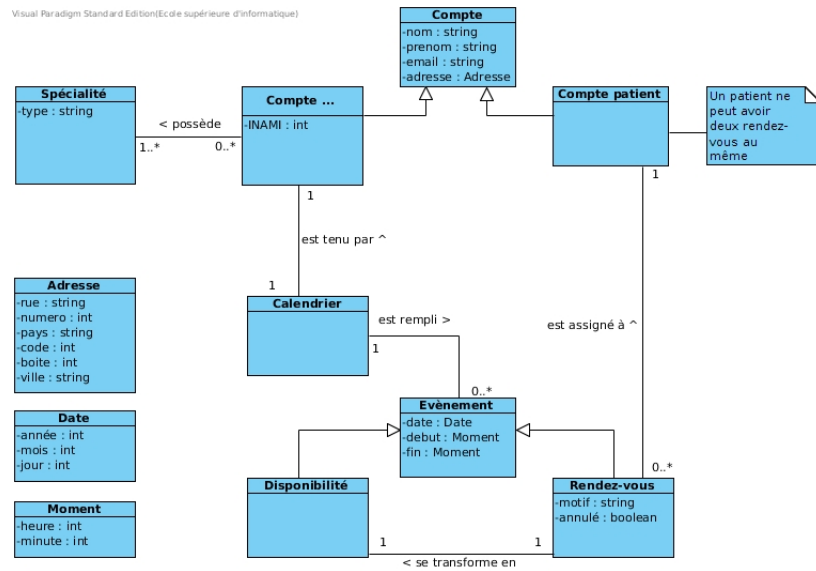 Visual Paradigm Standard Edition(Ecole supérieure d'informatique)
Compte
-nom : string
-prenom : string
-email : string
-adresse : Adresse
Spécialité
-type : string
< possède
1..*
0..*
Compte ...
-INAMI : int
Compte patient
Un patient ne
peut avoir
deux rendez-
vous au
même
1
1
est tenu par ^
1
Adresse
-rue : string
-numero : int
-pays : string
-code : int
-boite : int
-ville : string
Calendrier
est rempli >
1
0..*
est assigné à ^
Date
-année : int
-mois : int
-jour : int
Evènement
-date : Date
-debut : Moment
-fin : Moment
0..*
Moment
-heure : int
-minute : int
Disponibilité
Rendez-vous
-motif : string
-annulé : boolean
1
1
< se transforme en